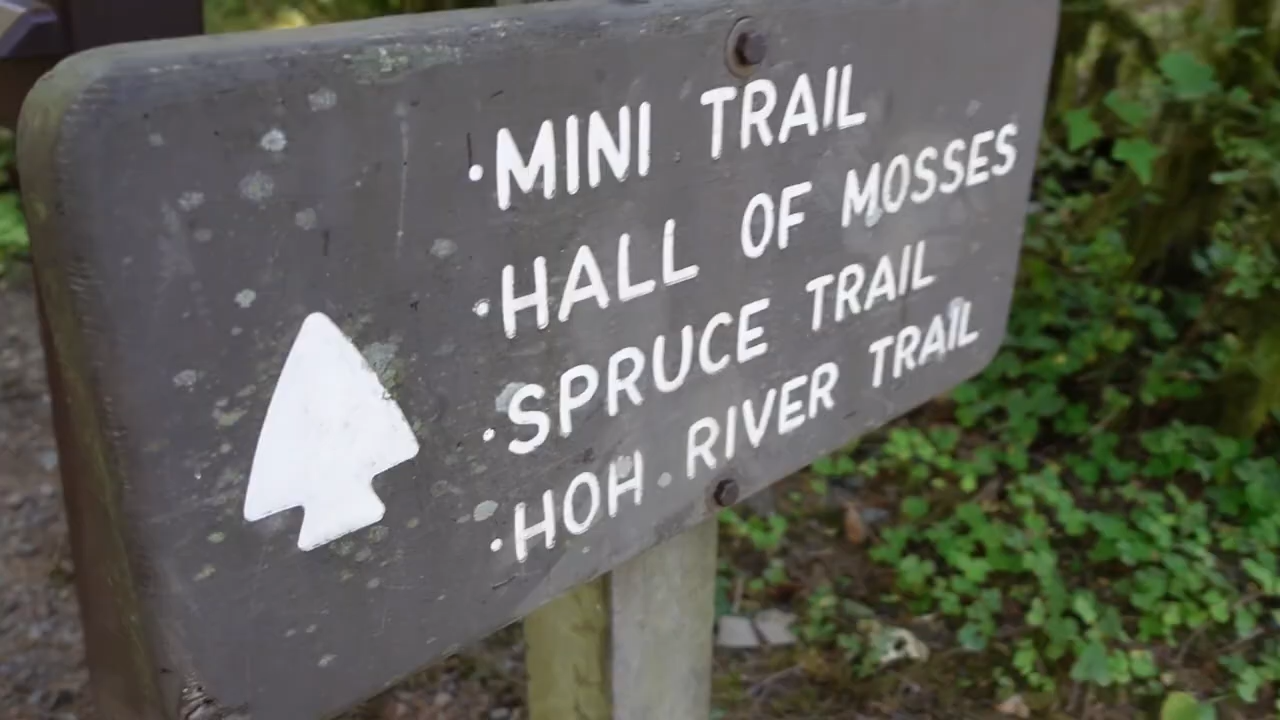 ·MINI TRAIL
·HALL OF MOSSES
·SPRUCE TRAIL
·HOH RIVER TRAIL